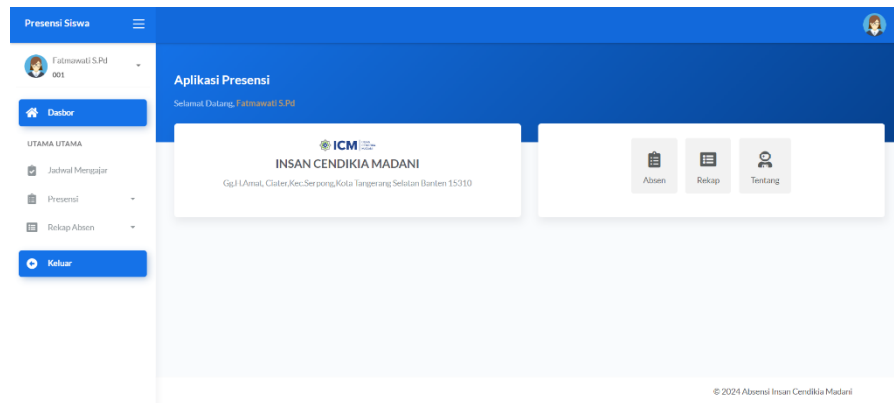 Presensi Siswa
Fatmawati S.Pd
001
Dasbor
UTAMA UTAMA
Jadwal Mengajar
Presensi
Rekap Absen
Keluar
Aplikasi Presensi
Selamat Datang, Fatmawati S.Pd
ICM
INSAN CENDIKIA MADANI
Gg.H.Amat, Ciater,Kec.Serpong,Kota Tangerang Selatan Banten 15310
Absen
Rekap
Tentang
© 2024 Absensi Insan Cendikia Madani